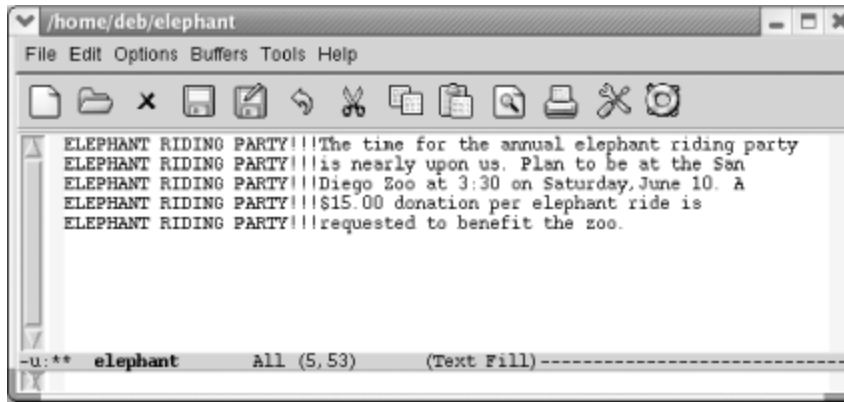 /home/deb/elephant
File Edit Options Buffers Tools Help
ELEPHANT RIDING PARTY!!!The time for the annual elephant riding party
ELEPHANT RIDING PARTY!!!is nearly upon us. Plan to be at the San
ELEPHANT RIDING PARTY!!!Diego Zoo at 3:30 on Saturday,June 10. A
ELEPHANT RIDING PARTY!!!$15.00 donation per elephant ride is
ELEPHANT RIDING PARTY!!!requested to benefit the zoo.
-u:** elephant All (5,53) (Text Fill)-----------------------------